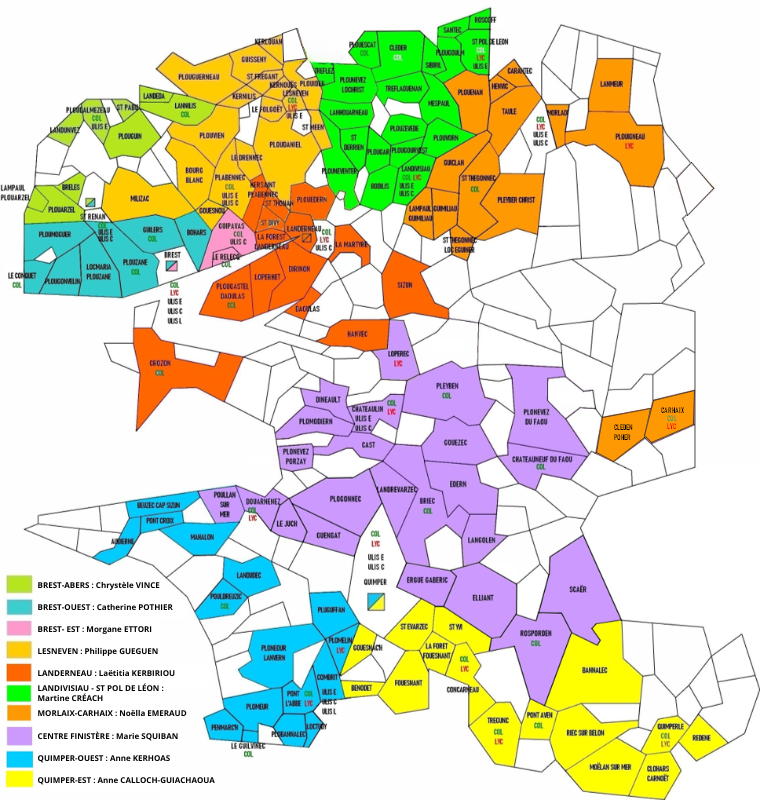 ROSCOFF
SANTEC
KERLOUAN
PLOUESCAT
COL
CLEDER
COL
PLOUGOULM
ST POL DE LEON
COL
LYC
ULIS E
SIBIRIL
GUISSENY
PLOUGUERNEAU
ST FREGANT
TREFLEZ
PLOUNEVEZ
LOCHRIST
TREFLAOUENAN
PLOUENAN
HENVIC
CARANTEC
TAULE
LANMEUR
KERNOUES
LESNEVEN
COL
LYC
ULIS E
PLOUIDER
LANDEDA
LANNILIS
COL
KERNILIS
LE FOLGOËT
ST PABU
PLOUDALMEZEAU
COL
ULIS E
LANDUNVEZ
PLOUGUIN
MESPAUL
LANHOUARNEAU
MORLAIX
COL
LYC
ULIS E
ULIS C
PLOUIGNEAU
LYC
ST MEEN
PLOUVIEN
PLOUDANIEL
ST
DERRIEN
PLOUZEVEDE
PLOUVORN
PLOUGAR
PLOUGOURVEST
LE DRENNEC
PLOUNEVENTER
LANDIVISIAU
COL LYC
ULIS E
ULIS C
BODILIS
GUICLAN
ST THEGONNEC
COL
PLEYBER CHRIST
BOURG
BLANC
PLABENNEC
COL
ULIS E
ULIS C
KERSAINT
PLABENNEC
ST THONAN
PLOUEDERN
LAMPAUL
PLOUARZEL
BRELES
PLOUARZEL
MILIZAC
GOUESNOU
LAMPAUL
GUIMILIAU
GUIMILIAU
ST THEGONNEC
LOC EGUINER
ST RENAN
COL
ULIS E
ULIS C
GUILERS
COL
BOHARS
GUIPAVAS
COL
ULIS C
ST DIVY
LA FOREST
LANDERNEAU
LANDERNEAU
COL
LYC
ULIS C
LA MARTYRE
PLOUMOGUER
LE RELECQ
COL
BREST
COL
LYC
ULIS E
ULIS C
ULIS L
LOCMARIA
PLOUZANE
PLOUZANE
COL
LE CONQUET
COL
PLOUGONVELIN
PLOUGASTEL
DAOULAS
COL
LOPERHET
DIRINON
DAOULAS
SIZUN
HANVEC
LOPEREC
LYC
CROZON
COL
PLEYBEN
COL
DINEAULT
CHATEAULIN
ULIS E
ULIS C
COL
LYC
PLOMODIERN
PLONEVEZ
DU FAOU
CARHAIX
COL
LYC
CLEDEN
POHER
CAST
GOUEZEC
PLONEVEZ
PORZAY
CHATEAUNEUF DU FAOU
COL
EDERN
LANDREVARZEC
BRIEC
COL
PLOGONNEC
POULLAN
SUR
MER
DOUARNENEZ
COL
LYC
BEUZEC CAP SIZUN
PONT CROIX
AUDIERNE
MAHALON
LE JUCH
GUENGAT
COL
LYC
ULIS E
ULIS C
QUIMPER
LANGOLEN
ERGUE GABERIC
ELLIANT
SCAËR
LANDUDEC
POULDREUZIC
COL
PLUGUFFAN
ST EVARZEC
ST YVI
ROSPORDEN
COL
PLOMELIN
LYC
GOUESNAC'H
LA FORET
FOUESNANT
COL
LYC
CONCARNEAU
BANNALEC
PLONEOUR
LANVERN
COMBRIT
ULIS E
ULIS C
ULIS L
BENODET
FOUESNANT
PLOMEUR
PONT
L'ABBE
COL
LYC
PENMARC'H
PLOBANNALEC
LOCTUDY
LE GUILVINEC
COL
TREGUNC
COL
LYC
PONT AVEN
COL
RIEC SUR BELON
QUIMPERLE
COL
LYC
REDENE
MOËLAN SUR MER
CLOHARS
CARNOËT
BREST-ABERS : Chrystèle VINCE
BREST-OUEST : Catherine POTHIER
BREST- EST : Morgane ETTORI
LESNEVEN : Philippe GUEGUEN
LANDERNEAU : Laëtitia KERBIRIOU
LANDIVISIAU - ST POL DE LÉON :
Martine CRÉACH
MORLAIX-CARHAIX : Noëlla EMERAUD
CENTRE FINISTÈRE : Marie SQUIBAN
QUIMPER-OUEST : Anne KERHOAS
QUIMPER-EST : Anne CALLOCH-GUIACHAOUA